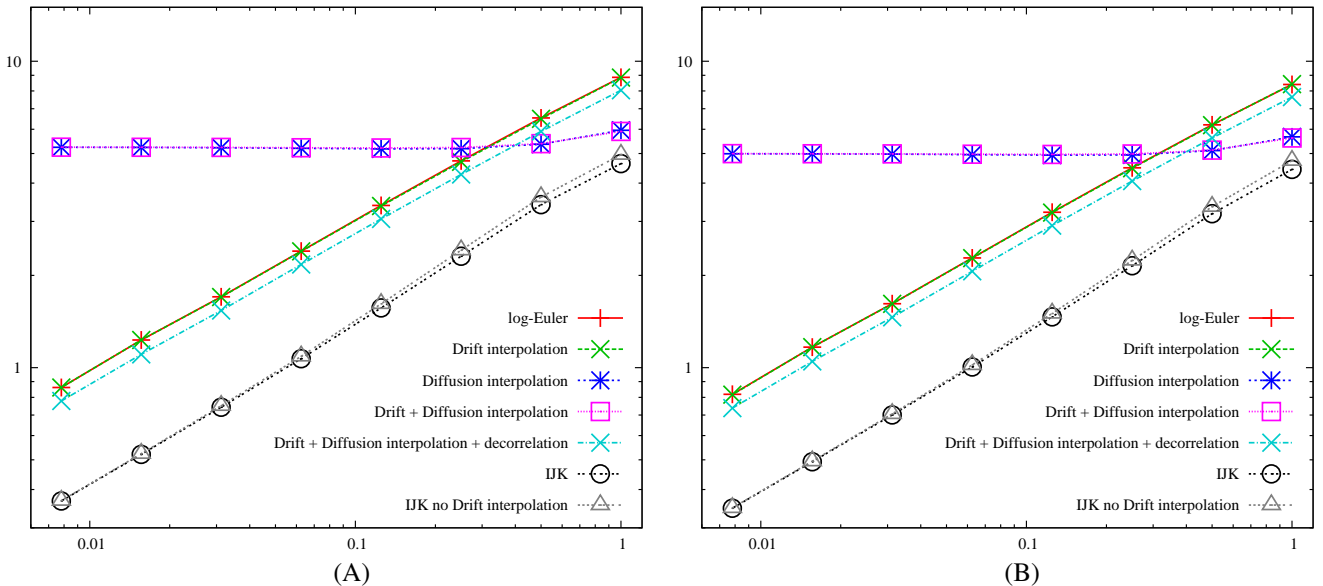 10
1
0.01
0.1
1
log-Euler
Drift interpolation
Diffusion interpolation
Drift + Diffusion interpolation
Drift + Diffusion interpolation + decorrelation
IJK
IJK no Drift interpolation
(A)
10
1
0.01
0.1
1
log-Euler
Drift interpolation
Diffusion interpolation
Drift + Diffusion interpolation
Drift + Diffusion interpolation + decorrelation
IJK
IJK no Drift interpolation
(B)